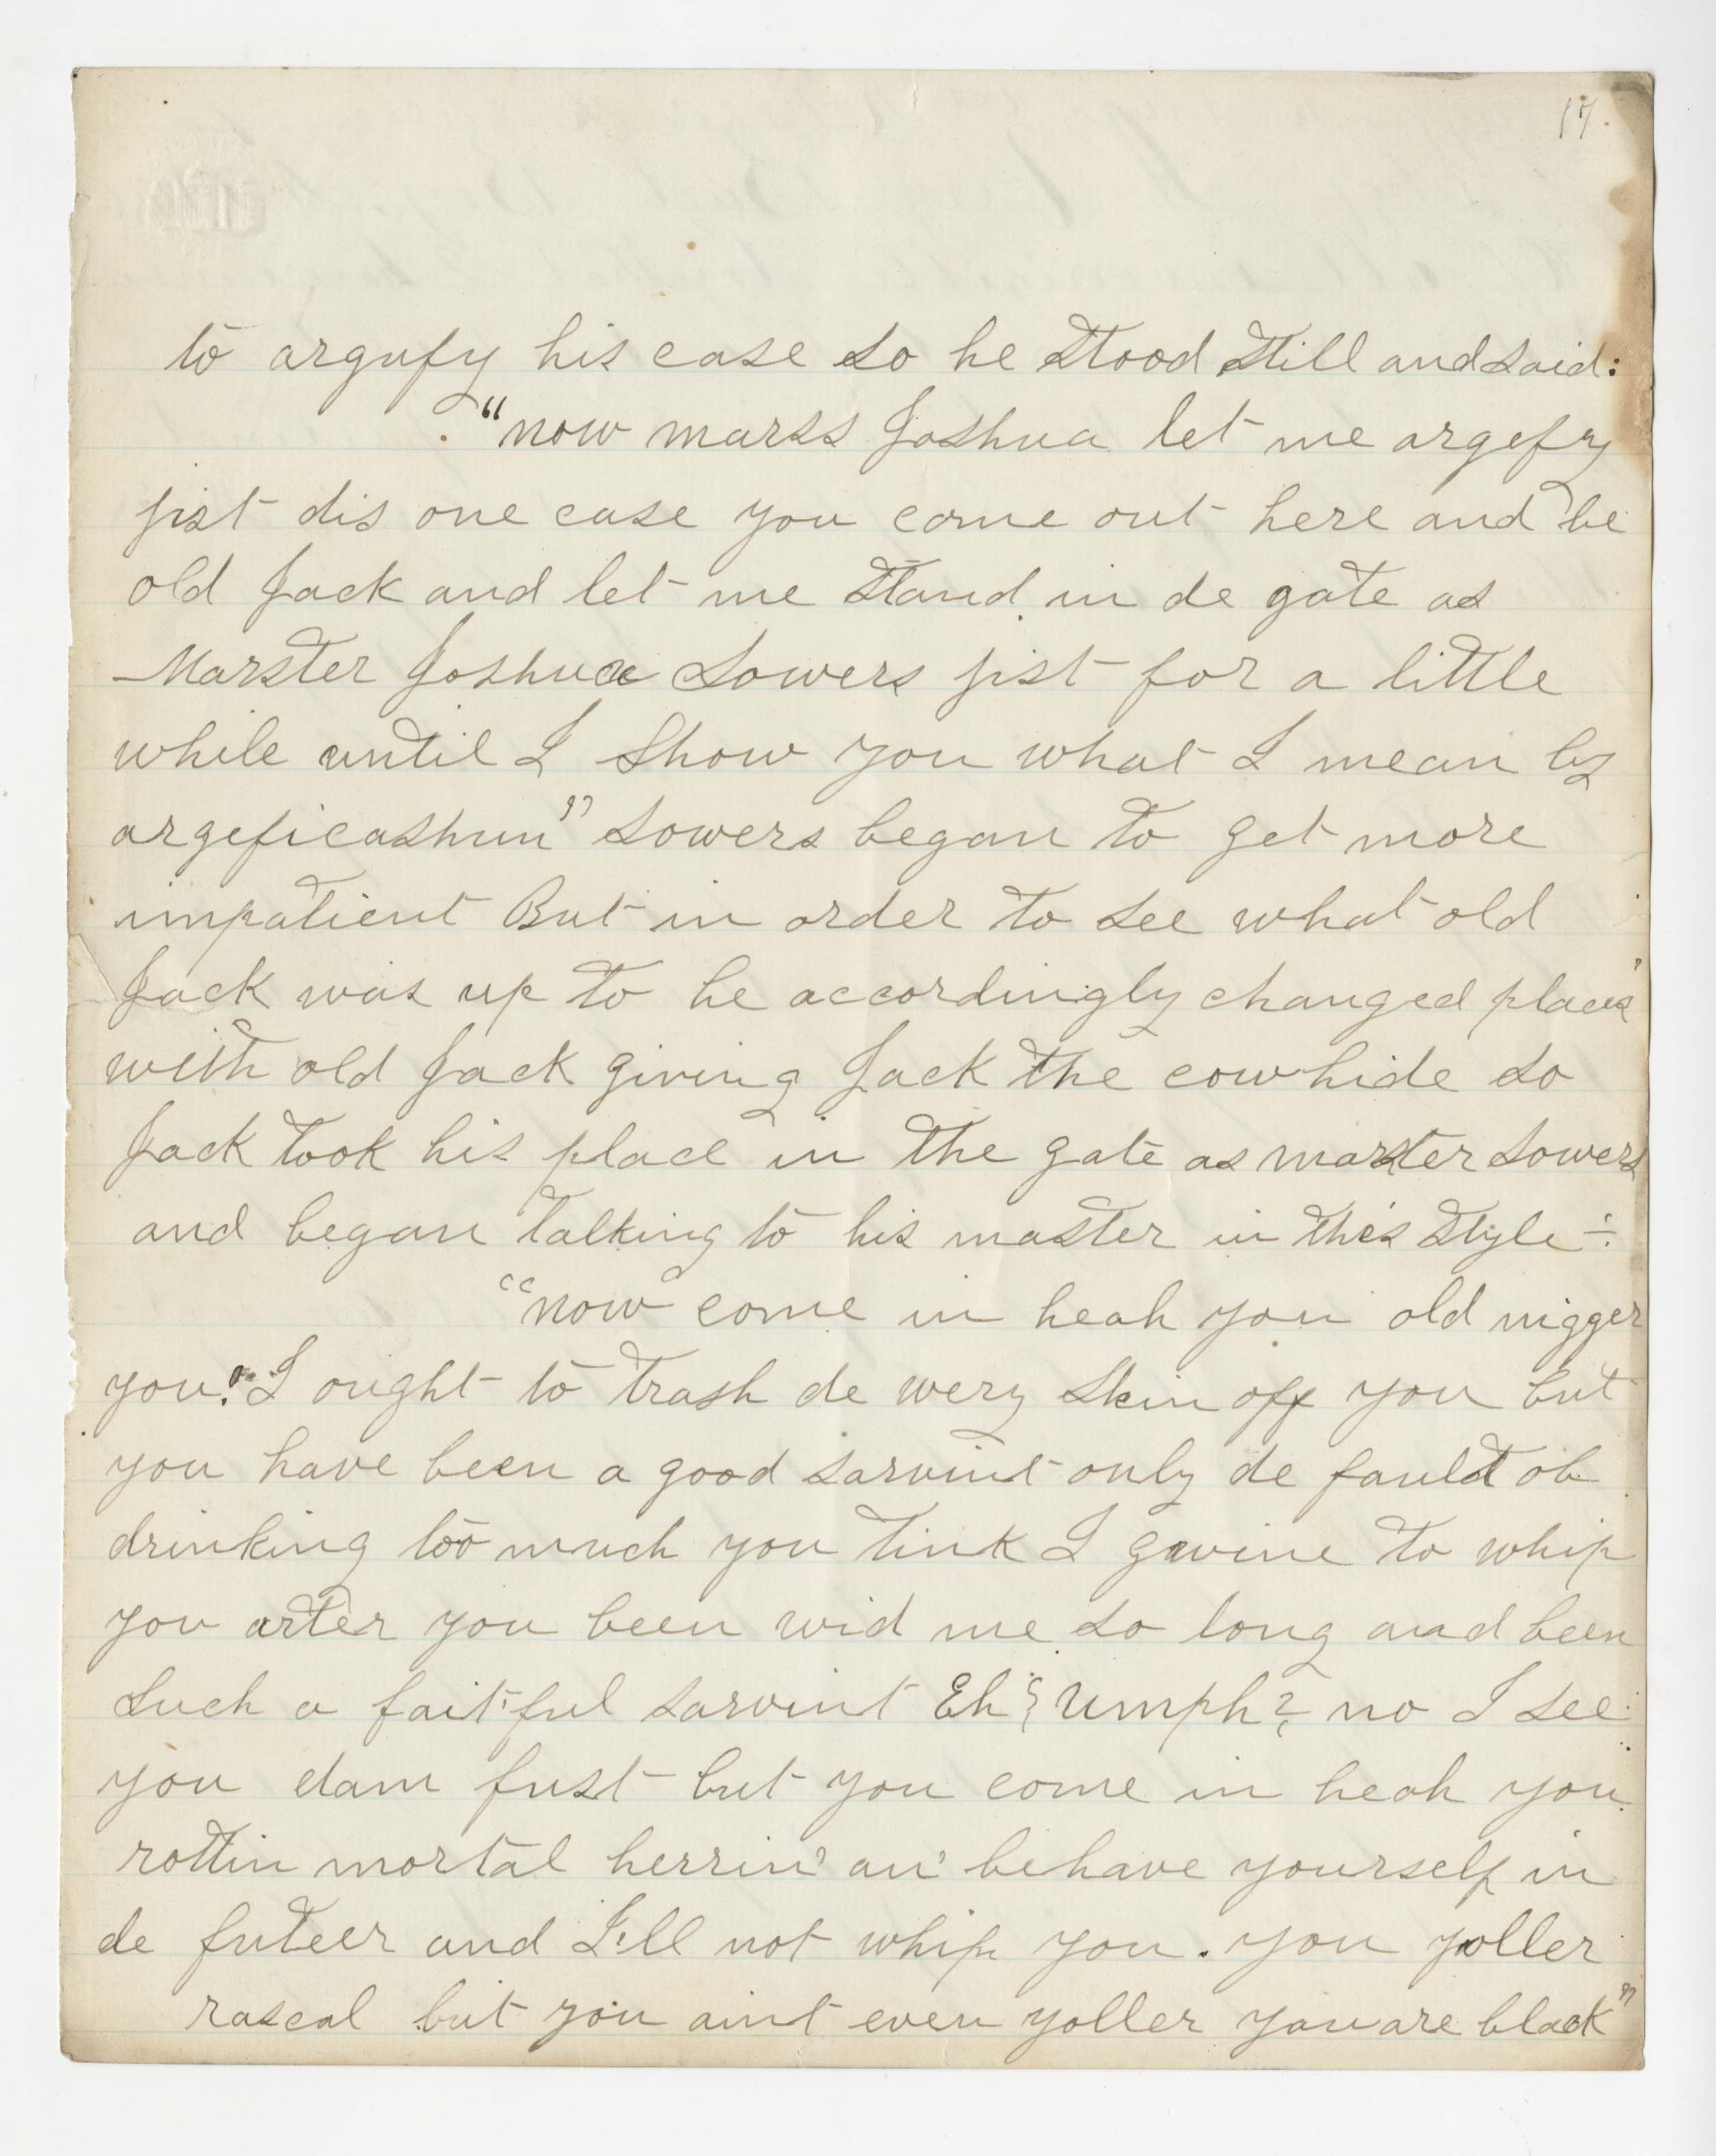 17.
to argufy his case so he stood still and said:
"now marss Joshua let me argefy
jist dis one case you come out here and be
old Jack and let me stand in de gate as
Marster Joshua Sowers jist for a little
while until I show you what I mean by
argeficashun" Sowers began to get more
impatient But in order to see what old
Jack was up to he accordingly changed places
with old Jack giving Jack the cowhide so
Jack took his place in the gate as marster Sowers
and began talking to his master in this style÷
"now come in heah you old nigger
you! I ought to trash de wery skin off you but
you have been a good sarvint only de fauldt ob
drinking too much you tink I gwine to whip
you arter you been wid me so long and been
such a fait'ful sarvint Eh? Umph? no I see
you dam fust but you come in heah you
rottin mortal herrin' an' behave yourself in
de futeer and I'll not whip you. you yoller
rascal but you aint even yoller you are black"